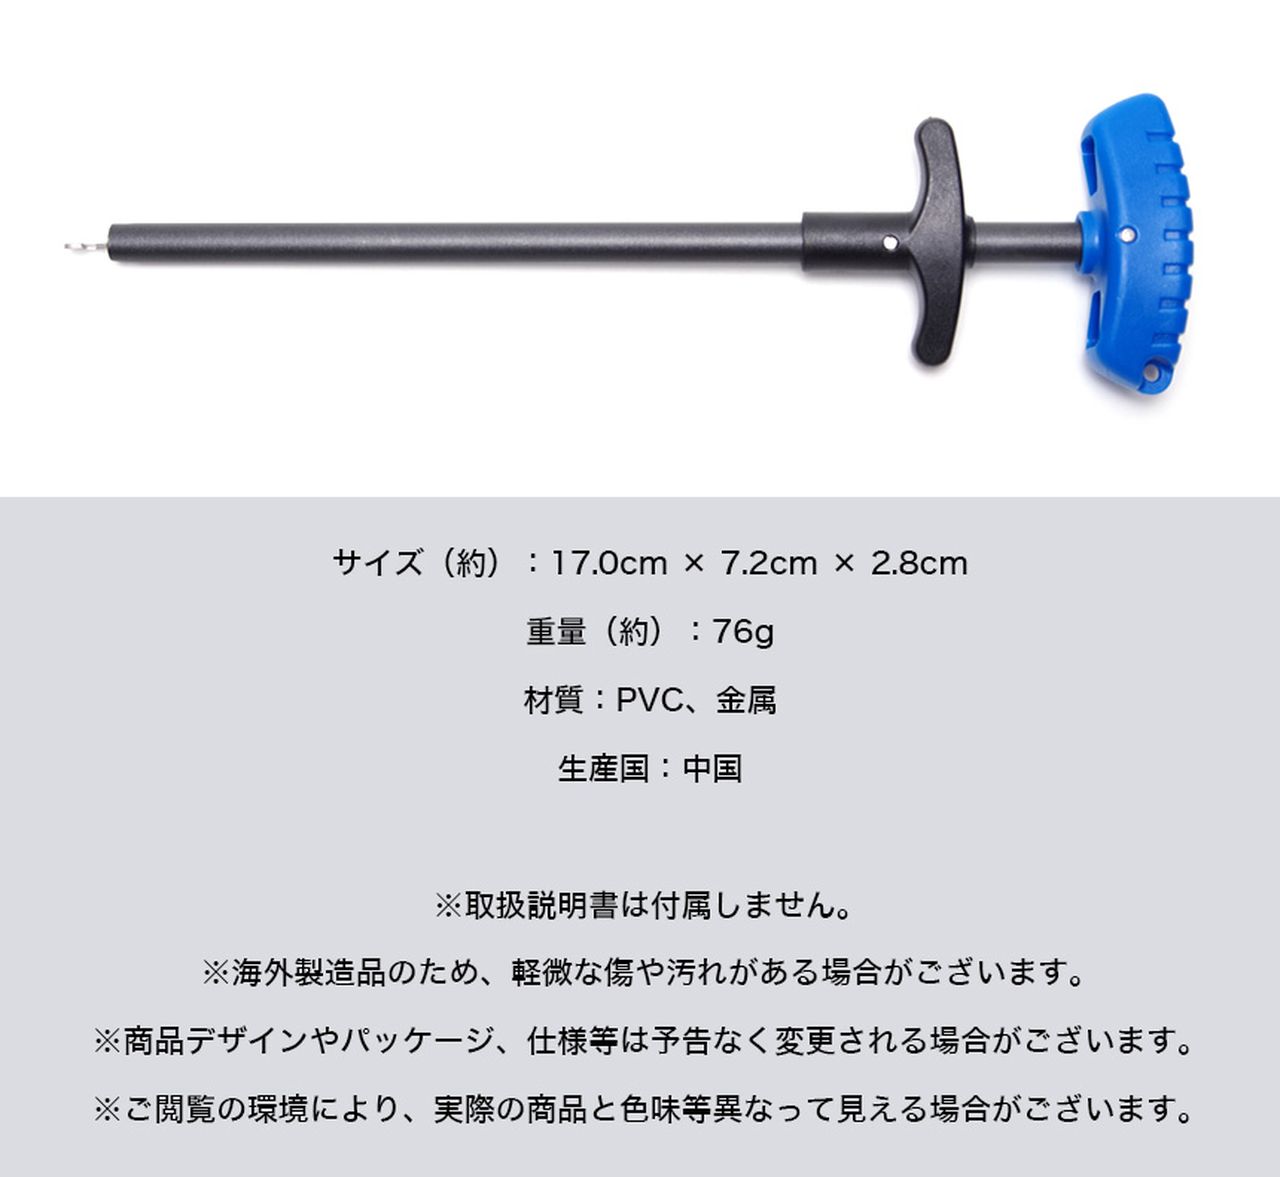 サイズ（約）：17.0cm × 7.2cm × 2.8cm
重量（約）：76g
材質：PVC、金属
生産国：中国
※取扱説明書は付属しません。
※海外製造品のため、軽微な傷や汚れがある場合がございます。
※商品デザインやパッケージ、仕様等は予告なく変更される場合がございます。
※ご閲覧の環境により、実際の商品と色味等異なって見える場合がございます。